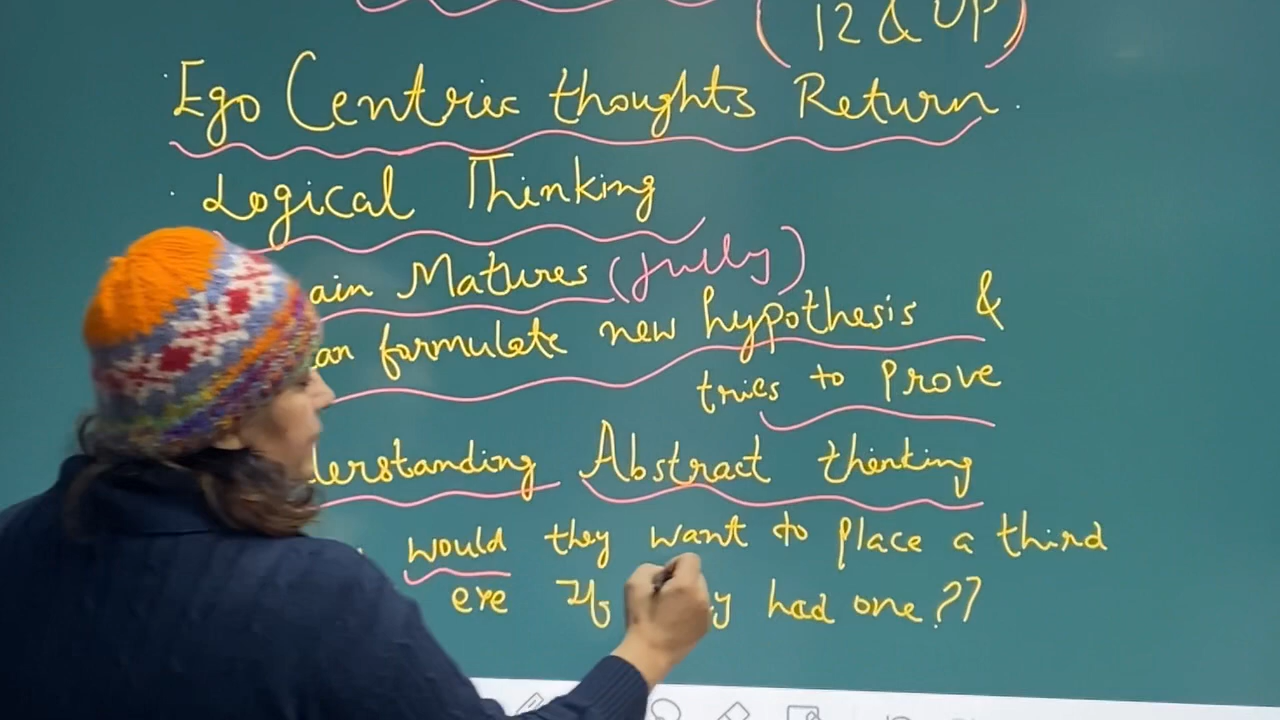 (12 & UP)
Ego Centric thoughts Return.
Logical Thinking
ain Matures (fully)
an formulate new hypothesis &
tries to Prove
derstanding Abstract thinking
would they want to Place a third
eye If y had one??